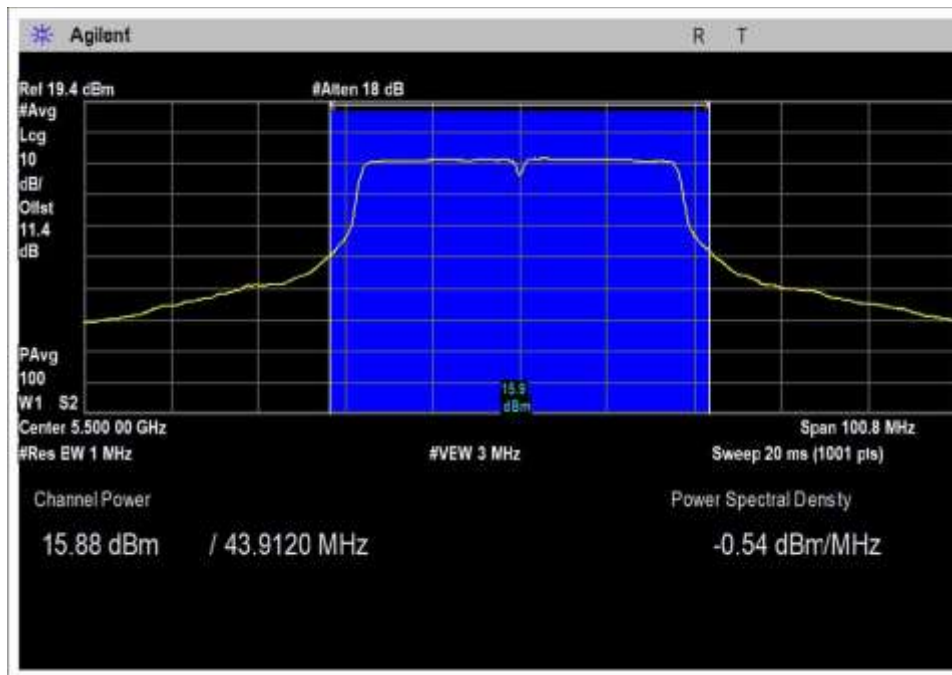 Agilent
R T
Ref 19.4 dBm #Atten 18 dB
#Avg
Log
10
dB/
Offst
11.4
dB
PAvg
100
W1 S2
15.9
dBm
Center 5.500 00 GHz Span 100.8 MHz
#Res BW 1 MHz #VBW 3 MHz Sweep 20 ms (1001 pts)
Channel Power Power Spectral Density
15.88 dBm / 43.9120 MHz -0.54 dBm/MHz